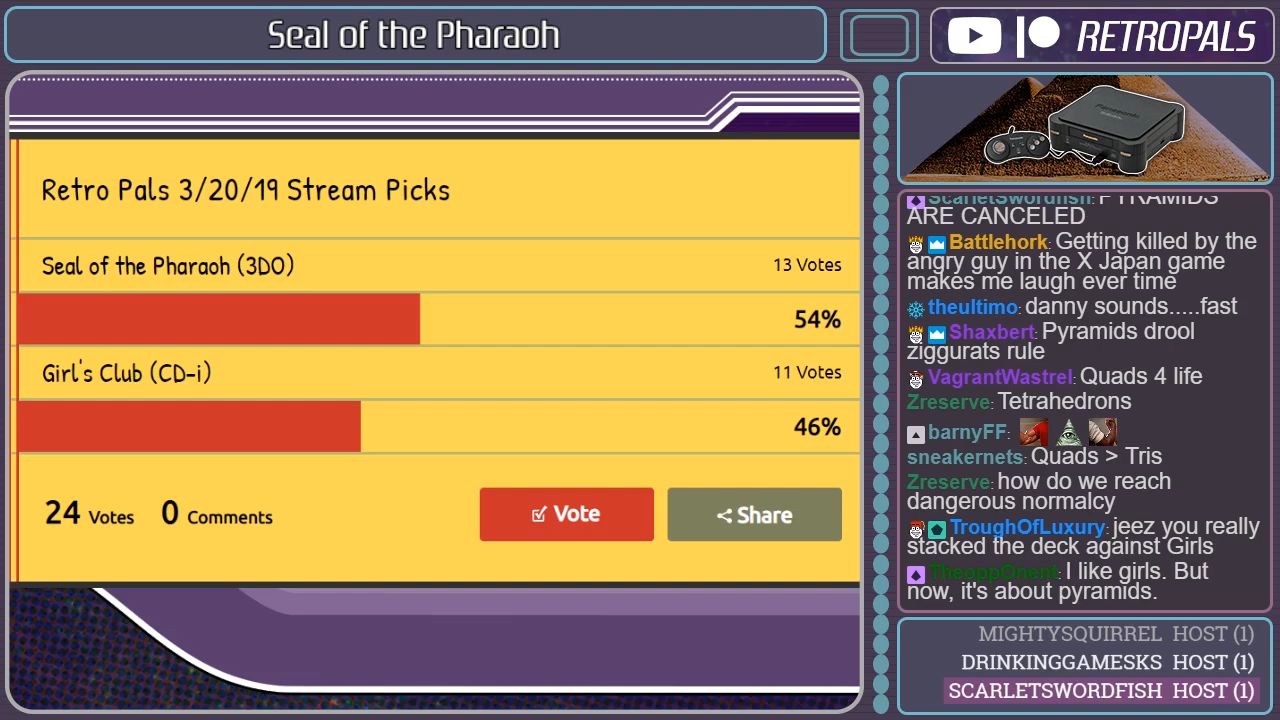 Seal of the Pharaoh
RETROPALS
Retro Pals 3/20/19 Stream Picks
Seal of the Pharaoh (3DO)
13 Votes
54%
Girl's Club (CD-i)
11 Votes
46%
24 Votes 0 Comments
Vote
Share
ScarletSwordfish: PYRAMIDS
ARE CANCELED
Battlehork: Getting killed by the
angry guy in the X Japan game
makes me laugh ever time
theultimo: danny sounds.....fast
Shaxbert: Pyramids drool
ziggurats rule
VagrantWastrel: Quads 4 life
Zreserve: Tetrahedrons
barnyFF:
sneakernets: Quads > Tris
Zreserve: how do we reach
dangerous normalcy
TroughOfLuxury: jeez you really
stacked the deck against Girls
TheoppOnent: I like girls. But
now, it's about pyramids.
MIGHTYSQUIRREL HOST (1)
DRINKINGGAMESKS HOST (1)
SCARLETSWORDFISH HOST (1)